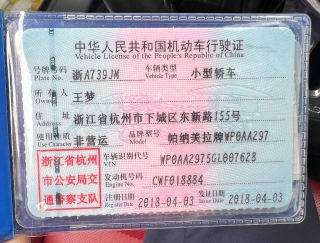 中华人民共和国机动车行驶证
Vehicle License of the People's Republic of China
号牌号码 浙A739JM 车辆类型 小型轿车
Plate No. Vehicle Type
所有人 王梦
Owner
住址 浙江省杭州市下城区东新路155号
Address
使用性质 非营运 品牌型号 帕纳美拉牌WP0AA297
Use Character Model
浙江省杭州
市公安局交
通警察支队
车辆识别代号 WP0AA2975GL007628
VIN
发动机号码 CWF018884
Engine No.
注册日期 2018-04-03 发证日期 2018-04-03
Register Date Issue Date